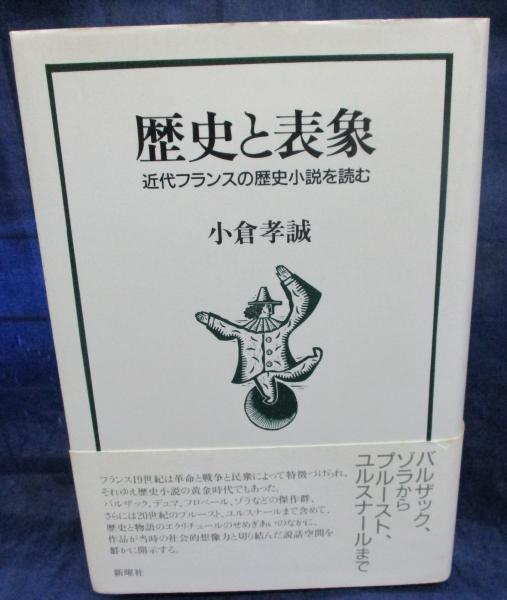 歴史と表象
近代フランスの歴史小説を読む
小倉孝誠
バルザック、
ゾラから
プルースト、
ユルスナールまで
フランス19世紀は革命と戦争と民衆によって特徴づけられ、
それゆえ歴史小説の黄金時代でもあった。
バルザック、デュマ、フロベール、ゾラなどの傑作群、
さらには20世紀のプルースト、ユルスナールまで含めて、
歴史と物語のエクリチュールのせめぎあいのなかに、
作品が当時の社会的想像力と切り結んだ説話空間を
鮮かに開示する。
新曜社